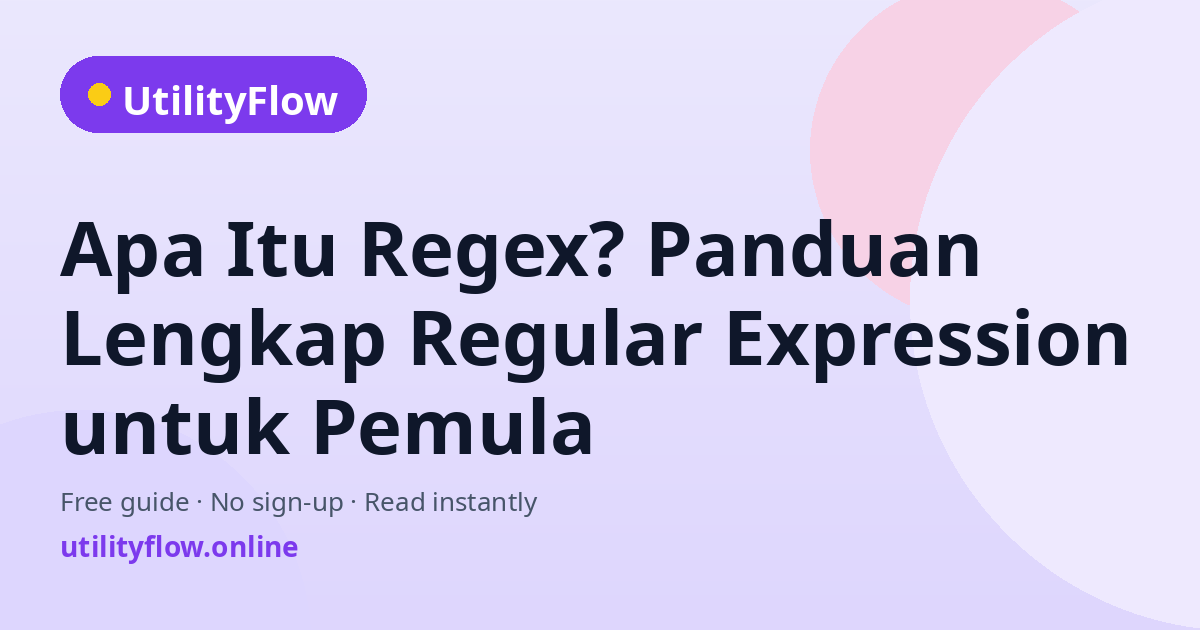 UtilityFlow
Apa Itu Regex? Panduan
Lengkap Regular Expression
untuk Pemula
Free guide · No sign-up · Read instantly
utilityflow.online